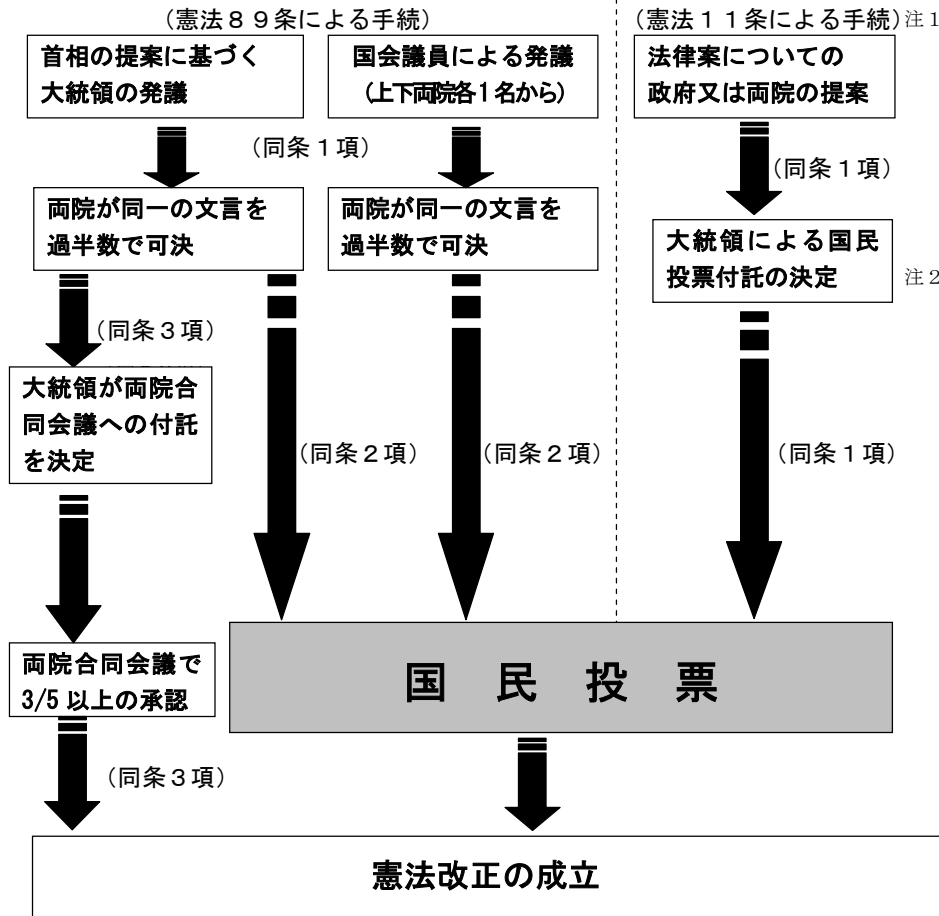 （憲法８９条による手続）
（憲法１１条による手続）注１
首相の提案に基づく
大統領の発議
国会議員による発議
（上下両院各１名から）
法律案についての
政府又は両院の提案
（同条１項）
（同条１項）
両院が同一の文言を
過半数で可決
両院が同一の文言を
過半数で可決
大統領による国民
投票付託の決定
注２
（同条３項）
大統領が両院合
同会議への付託
を決定
（同条２項）
（同条２項）
（同条１項）
両院合同会議で
3/5 以上の承認
国民投票
（同条３項）
憲法改正の成立